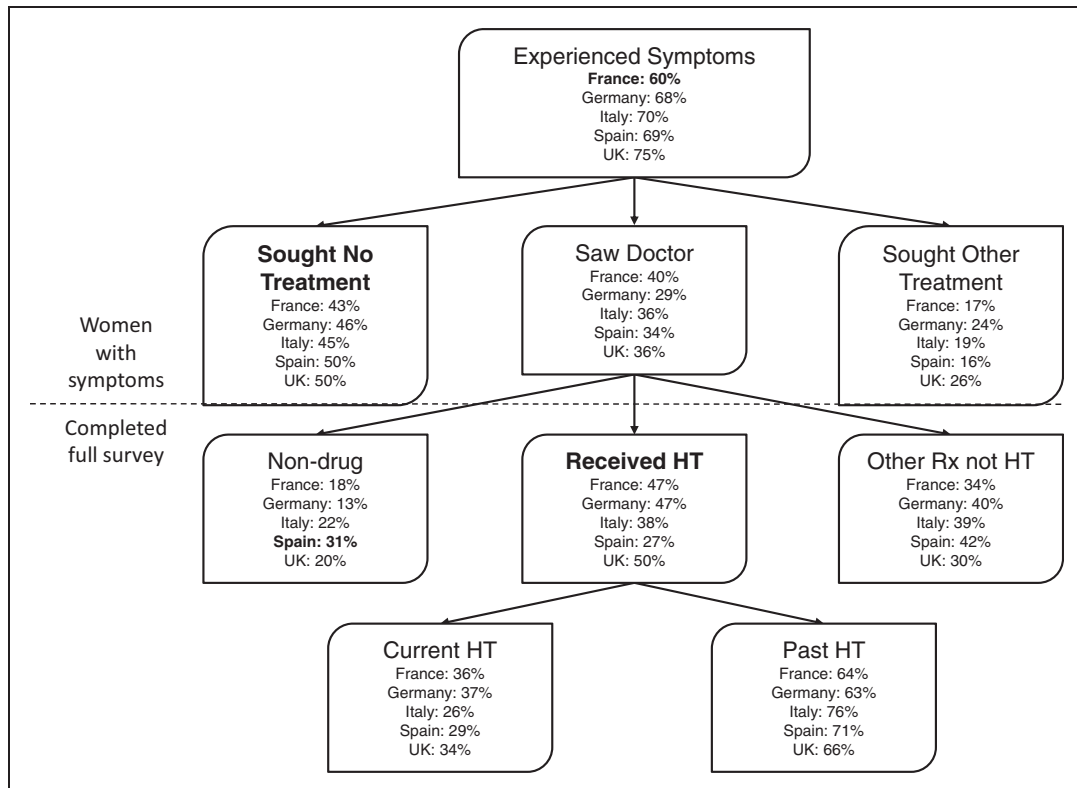 Experienced Symptoms
France: 60%
Germany: 68%
Italy: 70%
Spain: 69%
UK: 75%
Sought No
Treatment
France: 43%
Germany: 46%
Italy: 45%
Spain: 50%
UK: 50%
Saw Doctor
France: 40%
Germany: 29%
Italy: 36%
Spain: 34%
UK: 36%
Sought Other
Treatment
France: 17%
Germany: 24%
Italy: 19%
Spain: 16%
UK: 26%
Women
with
symptoms
Completed
full survey
Non-drug
France: 18%
Germany: 13%
Italy: 22%
Spain: 31%
UK: 20%
Received HT
France: 47%
Germany: 47%
Italy: 38%
Spain: 27%
UK: 50%
Other Rx not HT
France: 34%
Germany: 40%
Italy: 39%
Spain: 42%
UK: 30%
Current HT
France: 36%
Germany: 37%
Italy: 26%
Spain: 29%
UK: 34%
Past HT
France: 64%
Germany: 63%
Italy: 76%
Spain: 71%
UK: 66%